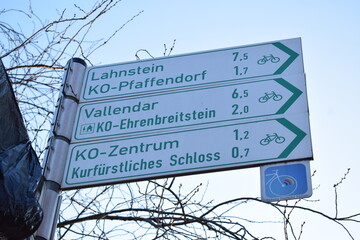 Lahnstein 7,5
KO-Pfaffendorf 1,7
Vallendar 6,5
KO-Ehrenbreitstein 2,0
KO-Zentrum 1,2
Kurfürstliches Schloss 0,7